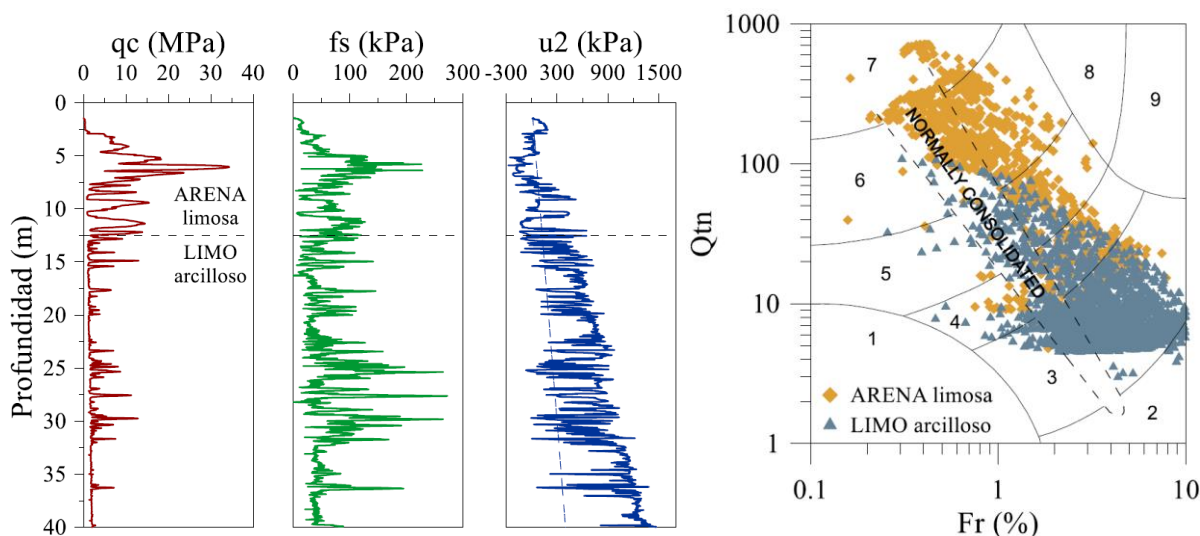 qc (MPa)
0 10 20 30 40
fs (kPa)
0 100 200 300
u2 (kPa)
-300 300 900 1500
Profundidad (m)
0
5
10
15
20
25
30
35
40
ARENA
limosa
LIMO
arcilloso
Qtn
1000
100
10
1
7
8
9
6
5
4
1
3
2
NORMALLY CONSOLIDATED
ARENA limosa
LIMO arcilloso
0.1 1 10
Fr (%)